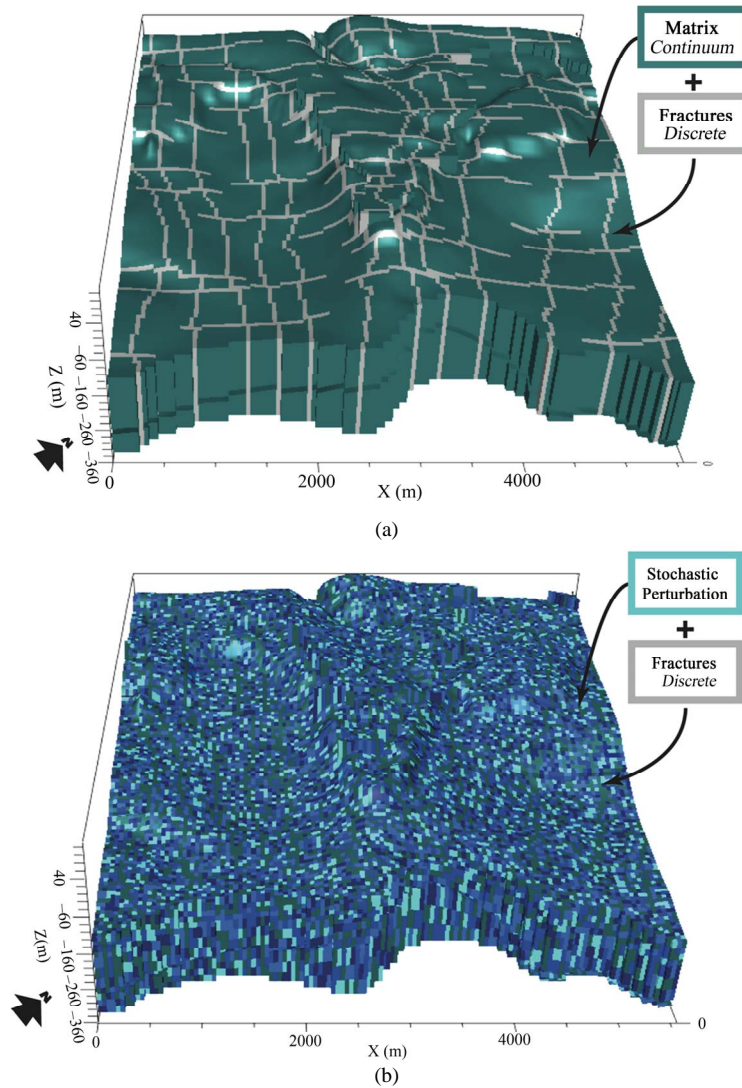 Matrix
Continuum
+
Fractures
Discrete
40
-60
-160
-260
-360
Z (m)
N
0
2000
4000
0
X (m)
(a)
Stochastic
Perturbation
+
Fractures
Discrete
40
-60
-160
-260
-360
Z(m)
N
0
2000
4000
0
X (m)
(b)